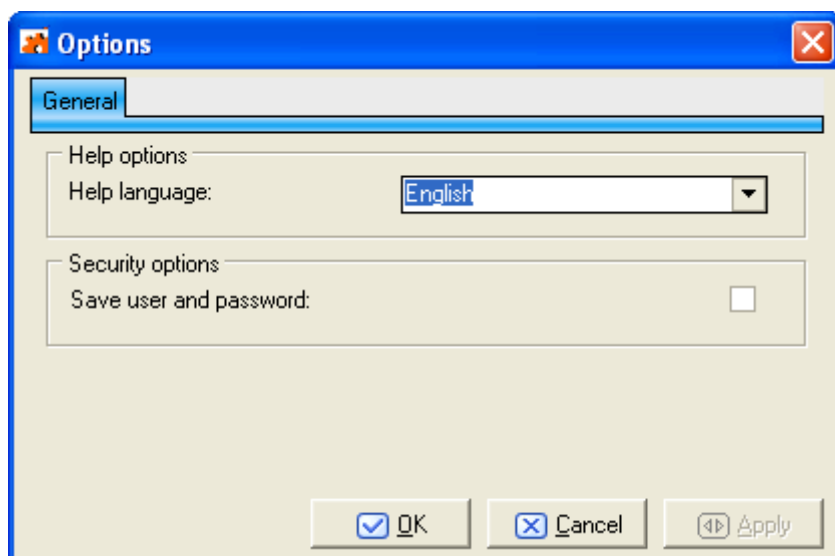 Options
General
Help options
Help language: English
Security options
Save user and password:
OK Cancel Apply